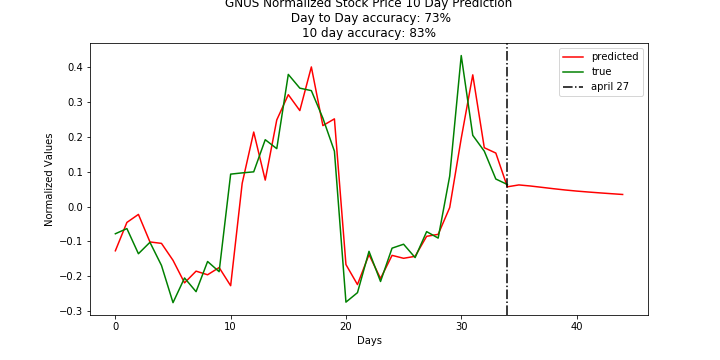 GNUS Normalized Stock Price 10 Day Prediction
Day to Day accuracy: 73%
10 day accuracy: 83%
predicted
true
april 27
Normalized Values
0.4
0.3
0.2
0.1
0.0
−0.1
−0.2
−0.3
0 10 20 30 40
Days